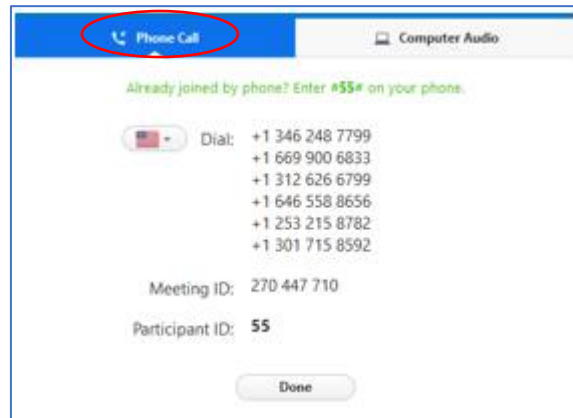 Phone Call Computer Audio
Already joined by phone? Enter #55# on your phone.
Dial: +1 346 248 7799
+1 669 900 6833
+1 312 626 6799
+1 646 558 8656
+1 253 215 8782
+1 301 715 8592
Meeting ID: 270 447 710
Participant ID: 55
Done